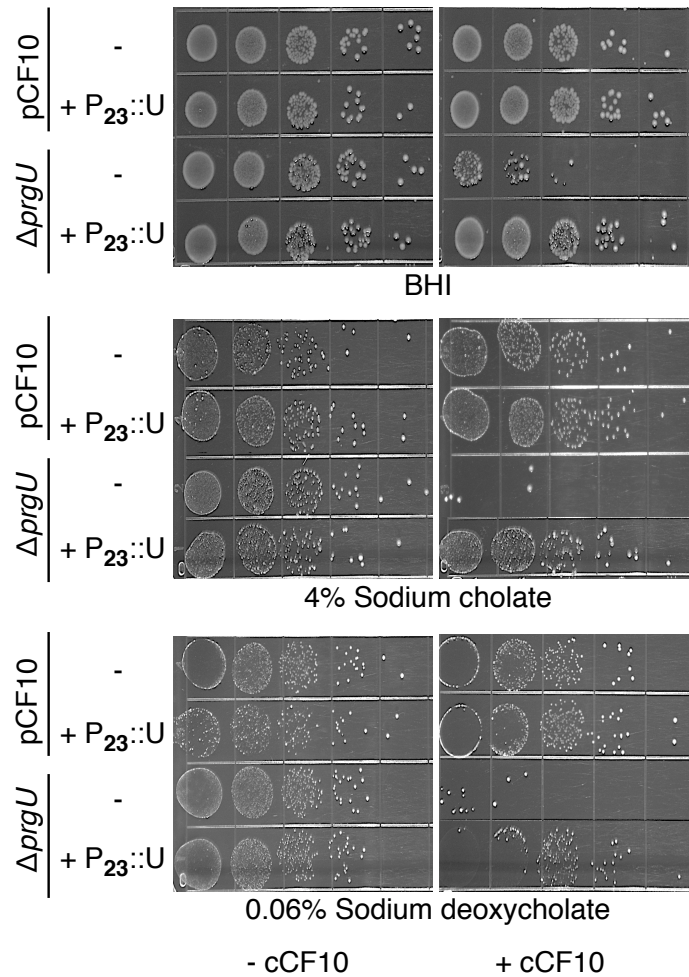 pCF10
-
+ P23::U
ΔprgU
-
+ P23::U
BHI
pCF10
-
+ P23::U
ΔprgU
-
+ P23::U
4% Sodium cholate
pCF10
-
+ P23::U
ΔprgU
-
+ P23::U
0.06% Sodium deoxycholate
- cCF10
+ cCF10